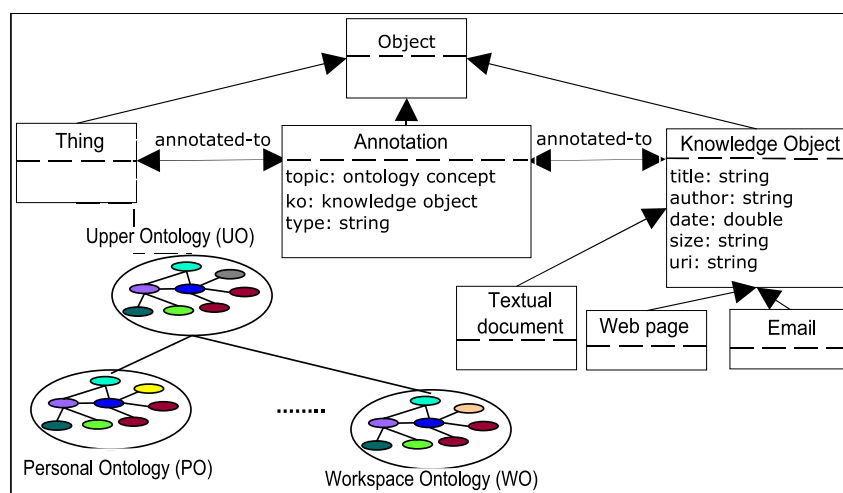 Object
Thing
annotated-to
Annotation
annotated-to
Knowledge Object
topic: ontology concept
ko: knowledge object
type: string
title: string
author: string
date: double
size: string
uri: string
Upper Ontology (UO)
Textual
document
Web page
Email
Personal Ontology (PO)
Workspace Ontology (WO)